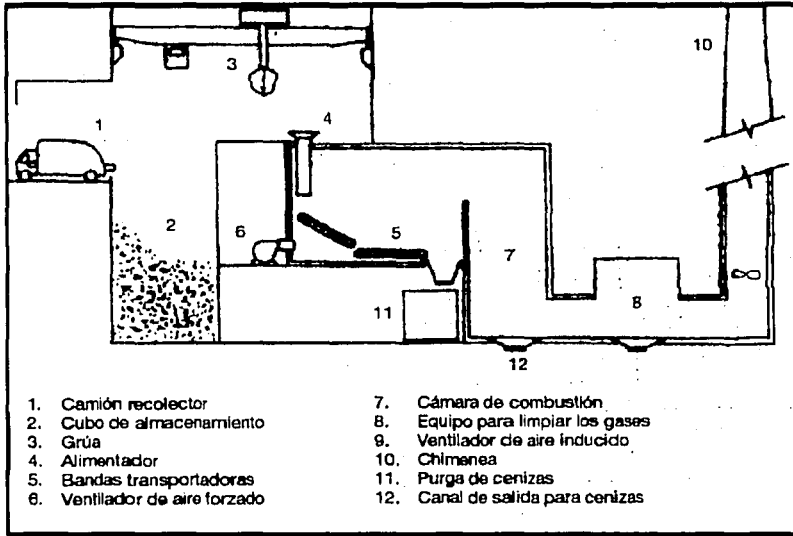 10
3
1
4
2
6
5
7
8
11
12
1. Camión recolector
2. Cubo de almacenamiento
3. Grúa
4. Alimentador
5. Bandas transportadoras
6. Ventilador de aire forzado
7. Cámara de combustión
8. Equipo para limpiar los gases
9. Ventilador de aire inducido
10. Chimenea
11. Purga de cenizas
12. Canal de salida para cenizas